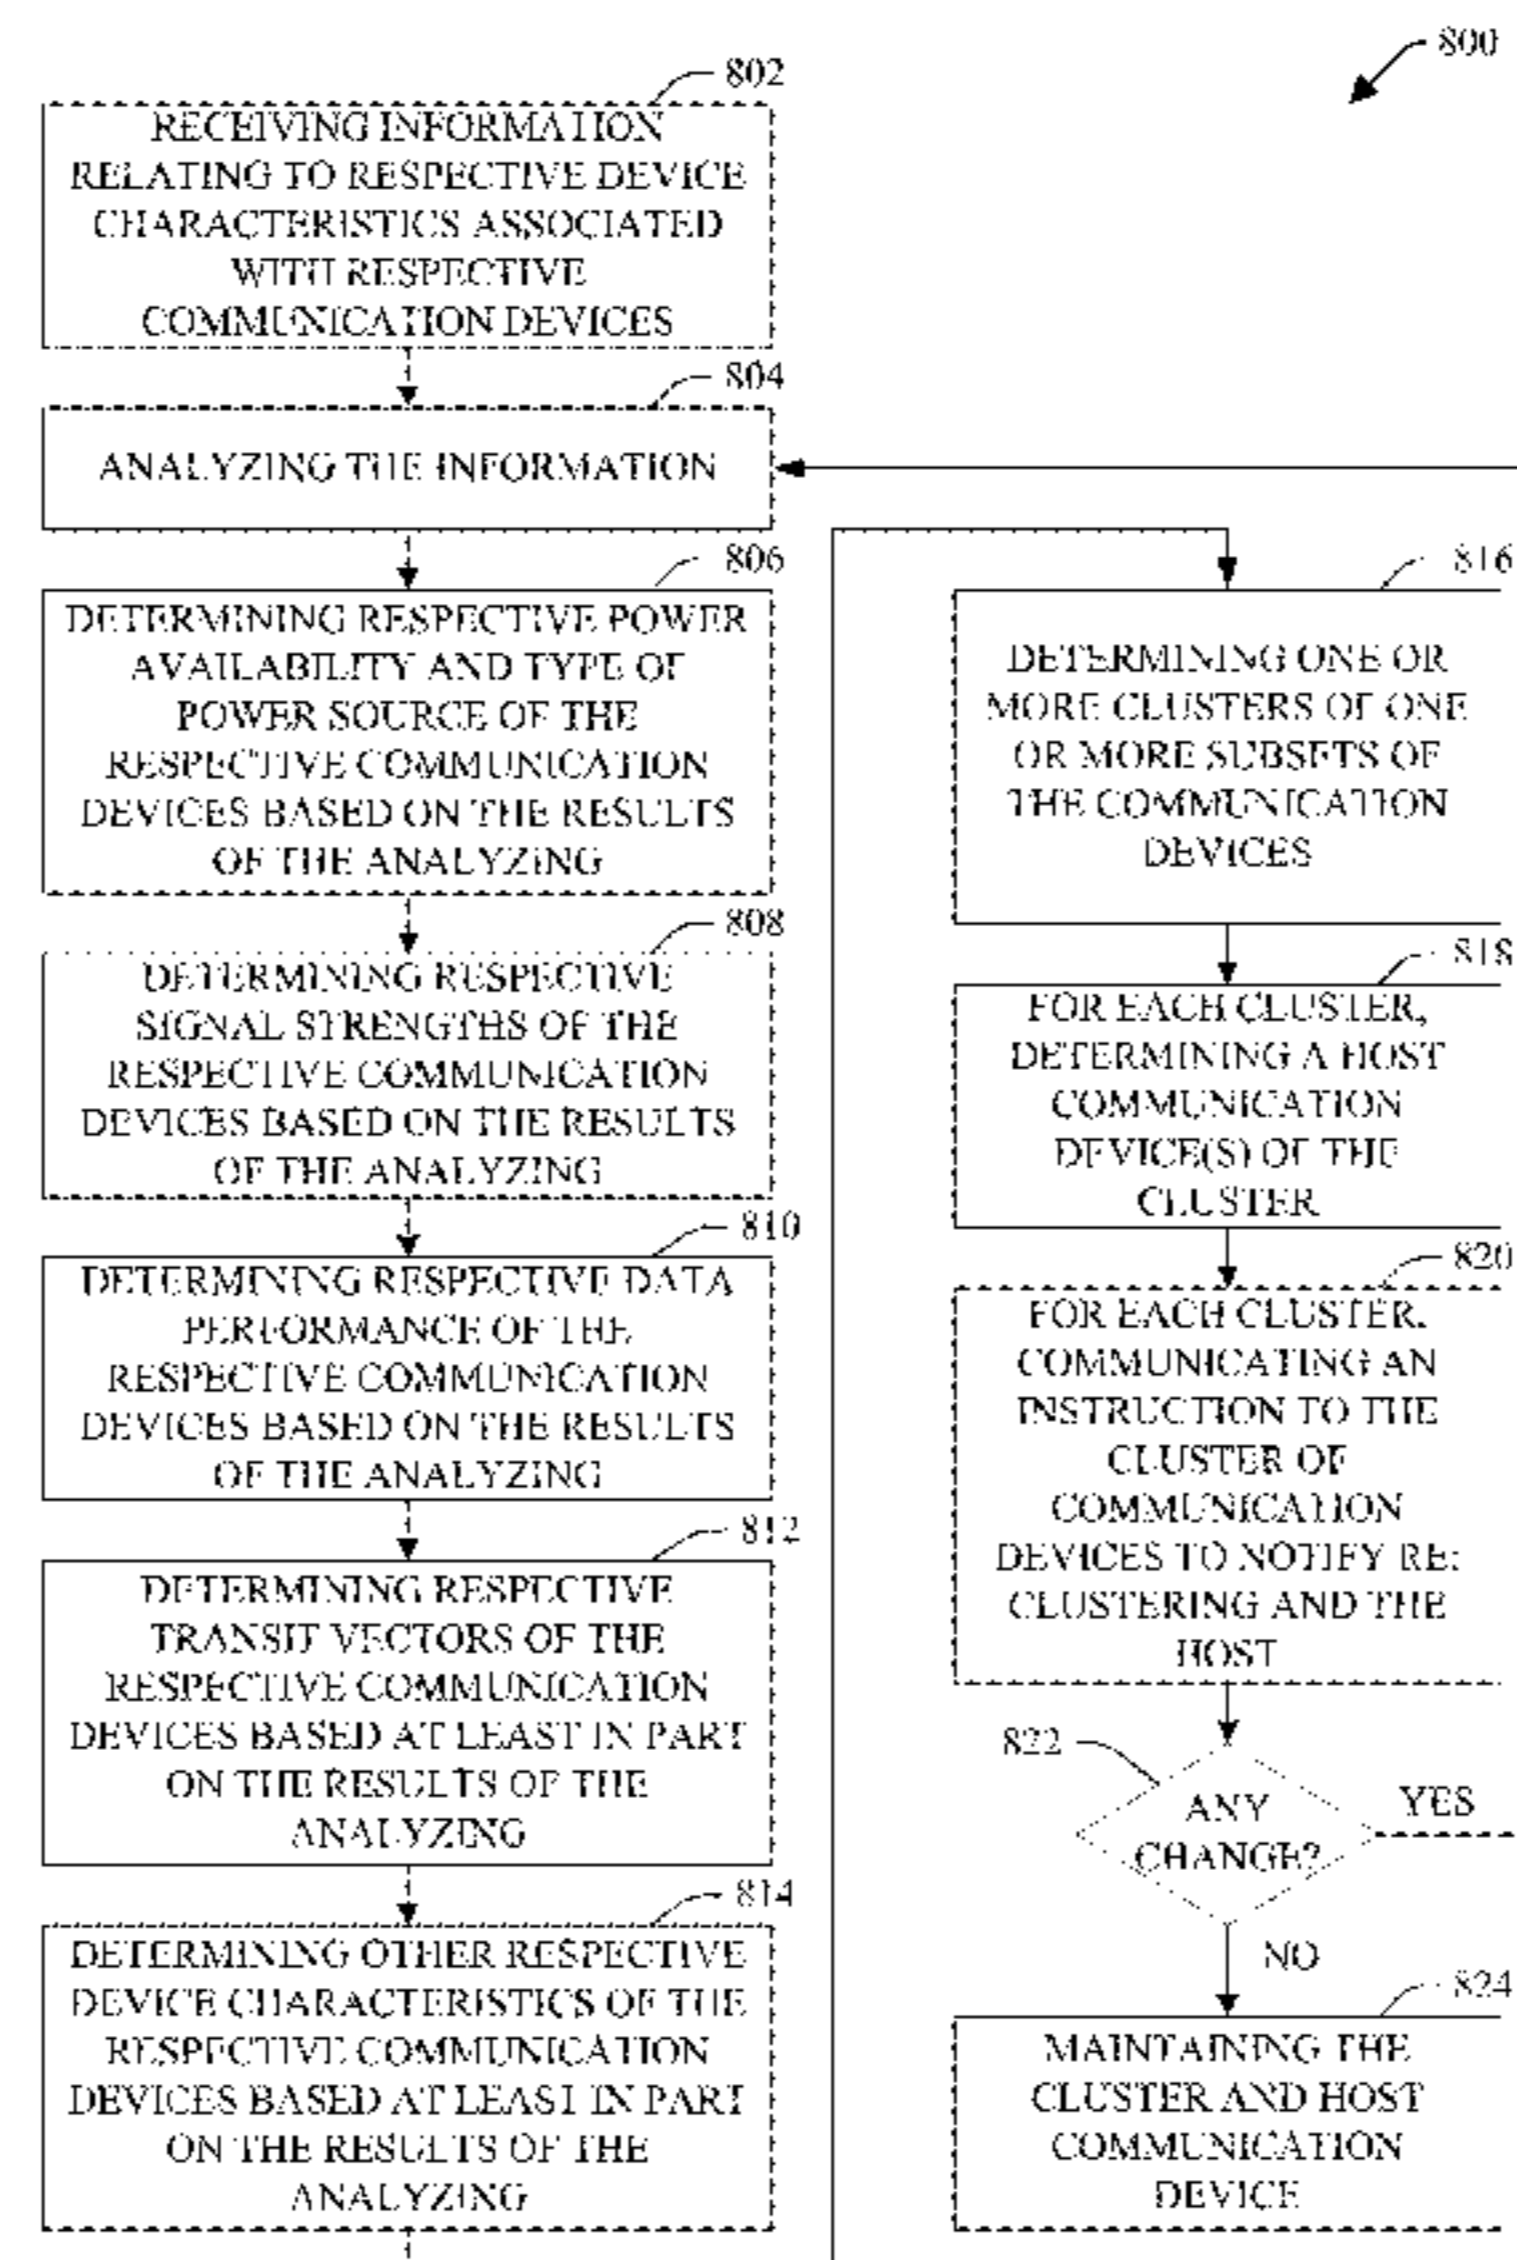 800
802
RECEIVING INFORMATION
RELATING TO RESPECTIVE DEVICE
CHARACTERISTICS ASSOCIATED
WITH RESPECTIVE
COMMUNICATION DEVICES
804
ANALYZING THE INFORMATION
806
DETERMINING RESPECTIVE POWER
AVAILABILITY AND TYPE OF
POWER SOURCE OF THE
RESPECTIVE COMMUNICATION
DEVICES BASED ON THE RESULTS
OF THE ANALYZING
808
DETERMINING RESPECTIVE
SIGNAL STRENGTHS OF THE
RESPECTIVE COMMUNICATION
DEVICES BASED ON THE RESULTS
OF THE ANALYZING
810
DETERMINING RESPECTIVE DATA
PERFORMANCE OF THE
RESPECTIVE COMMUNICATION
DEVICES BASED ON THE RESULTS
OF THE ANALYZING
812
DETERMINING RESPECTIVE
TRANSIT VECTORS OF THE
RESPECTIVE COMMUNICATION
DEVICES BASED AT LEAST IN PART
ON THE RESULTS OF THE
ANALYZING
814
DETERMINING OTHER RESPECTIVE
DEVICE CHARACTERISTICS OF THE
RESPECTIVE COMMUNICATION
DEVICES BASED AT LEAST IN PART
ON THE RESULTS OF THE
ANALYZING
816
DETERMINING ONE OR
MORE CLUSTERS OF ONE
OR MORE SUBSETS OF
THE COMMUNICATION
DEVICES
818
FOR EACH CLUSTER,
DETERMINING A HOST
COMMUNICATION
DEVICE(S) OF THE
CLUSTER
820
FOR EACH CLUSTER,
COMMUNICATING AN
INSTRUCTION TO THE
CLUSTER OF
COMMUNICATION
DEVICES TO NOTIFY RE:
CLUSTERING AND THE
HOST
822
ANY
CHANGE?
YES
NO
824
MAINTAINING THE
CLUSTER AND HOST
COMMUNICATION
DEVICE